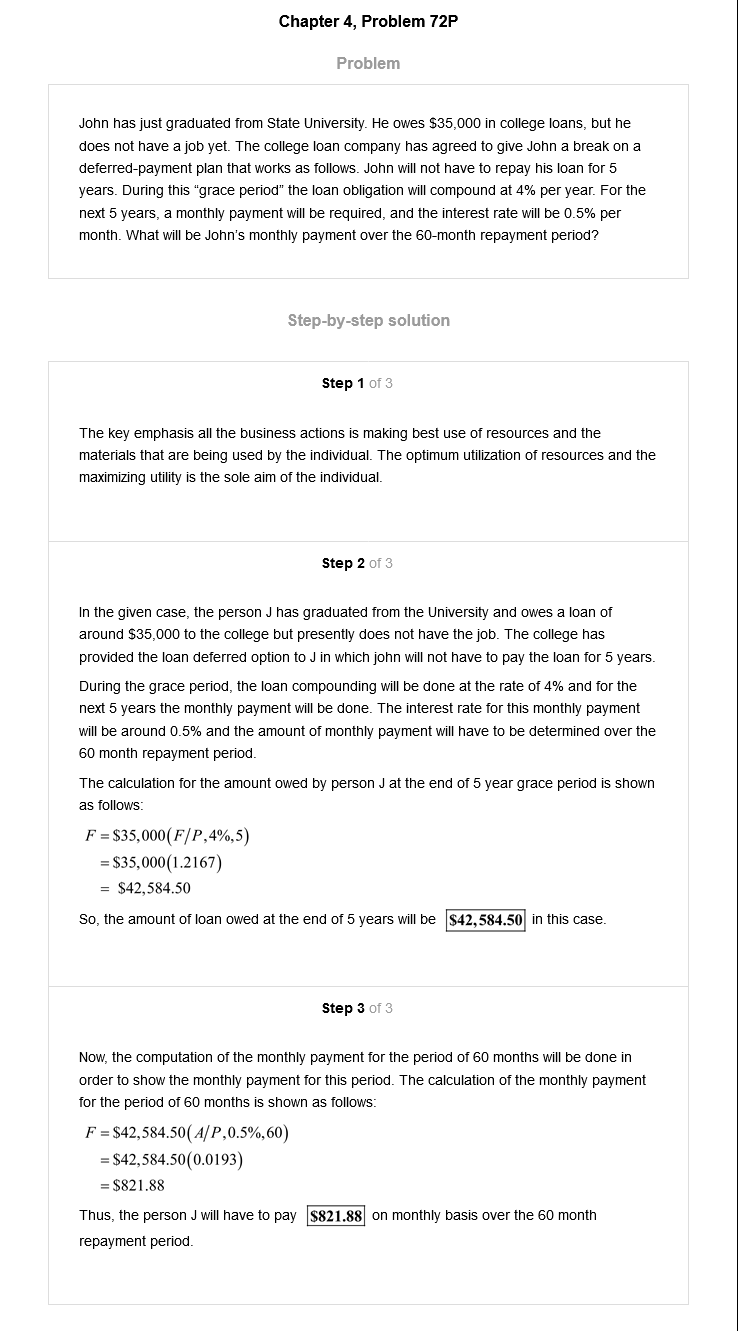 Chapter 4, Problem 72P
Problem
John has just graduated from State University. He owes $35,000 in college loans, but he
does not have a job yet. The college loan company has agreed to give John a break on a
deferred-payment plan that works as follows. John will not have to repay his loan for 5
years. During this “grace period” the loan obligation will compound at 4% per year. For the
next 5 years, a monthly payment will be required, and the interest rate will be 0.5% per
month. What will be John’s monthly payment over the 60-month repayment period?
Step-by-step solution
Step 1 of 3
The key emphasis all the business actions is making best use of resources and the
materials that are being used by the individual. The optimum utilization of resources and the
maximizing utility is the sole aim of the individual.
Step 2 of 3
In the given case, the person J has graduated from the University and owes a loan of
around $35,000 to the college but presently does not have the job. The college has
provided the loan deferred option to J in which john will not have to pay the loan for 5 years.
During the grace period, the loan compounding will be done at the rate of 4% and for the
next 5 years the monthly payment will be done. The interest rate for this monthly payment
will be around 0.5% and the amount of monthly payment will have to be determined over the
60 month repayment period.
The calculation for the amount owed by person J at the end of 5 year grace period is shown
as follows:
F = $35,000(F/P,4%,5)
= $35,000(1.2167)
= $42,584.50
So, the amount of loan owed at the end of 5 years will be $42,584.50 in this case.
Step 3 of 3
Now, the computation of the monthly payment for the period of 60 months will be done in
order to show the monthly payment for this period. The calculation of the monthly payment
for the period of 60 months is shown as follows:
F = $42,584.50(A/P,0.5%,60)
= $42,584.50(0.0193)
= $821.88
Thus, the person J will have to pay $821.88 on monthly basis over the 60 month
repayment period.